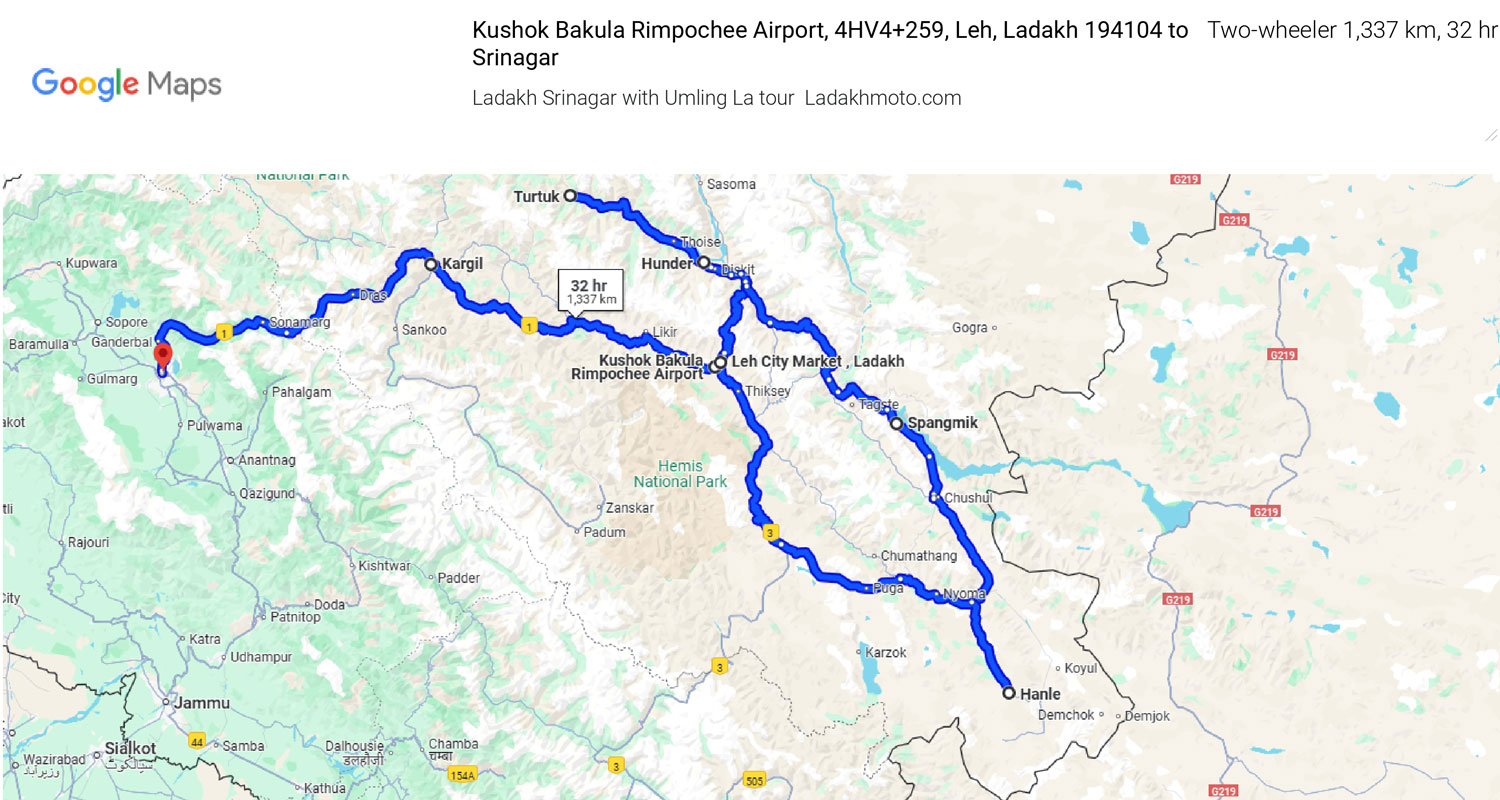 Kushok Bakula Rimpochee Airport, 4HV4+259, Leh, Ladakh 194104 to
Srinagar
Two-wheeler 1,337 km, 32 hr
Google Maps
Ladakh Srinagar with Umling La tour Ladakhmoto.com
National Park
G219
Sasoma
Turtuk
G219
Thoise
Kupwara
Kargil
Hunder
Diskit
32 hr
1,337 km
Dras
Sopore
Sonamarg
1
1
Sankoo
Likir
Gogra
Baramulla
Ganderbal
G219
Kushok Bakula
Rimpochee Airport
Leh City Market , Ladakh
Gulmarg
Pahalgam
Thiksey
Tagste
akot
Pulwama
Spangmik
Anantnag
Hemis
National Park
Qazigund
Chushul
tli
Zanskar
G219
Padum
3
Rajouri
Chumathang
Kishtwar
Padder
Puga
Nyoma
City
Doda
Patnitop
G219
Katra
Udhampur
Karzok
3
Koyul
Hanle
Jammu
Demchok
Demjok
44
Samba
Dalhousie
डलहौजी
Chamba
चम्बा
Sialkot
سیالکوٹ
Wazirabad
وزیرآباد
3
154A
505
Kathua
G219